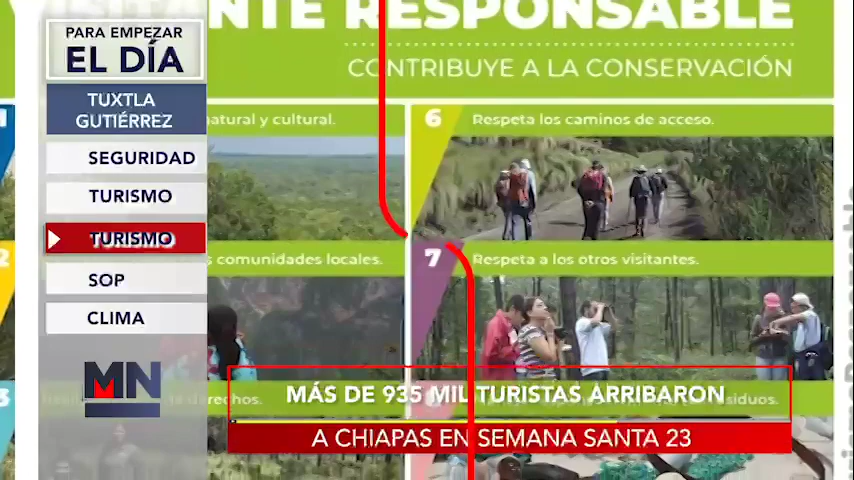 NTE RESPONSABLE
CONTRIBUYE A LA CONSERVACIÓN
PARA EMPEZAR
EL DÍA
TUXTLA
GUTIÉRREZ
SEGURIDAD
TURISMO
TURISMO
SOP
CLIMA
MN
natural y cultural.
6 Respeta los caminos de acceso.
2
s comunidades locales.
7 Respeta a los otros visitantes.
3
derechos.
siduos.
MÁS DE 935 MIL TURISTAS ARRIBARON
A CHIAPAS EN SEMANA SANTA 23